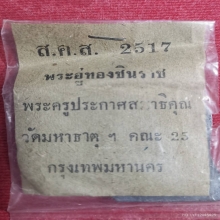 ส.ค.ส. 2517
พระอู่ทองชินราช
พระครูประกาศสมาธิคุณ
วัดมหาธาตุ ฯ คณะ 25
กรุงเทพมหานคร